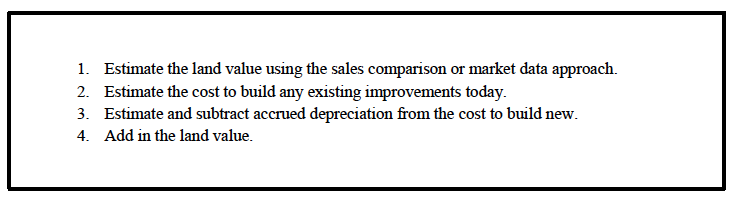 1. Estimate the land value using the sales comparison or market data approach.
2. Estimate the cost to build any existing improvements today.
3. Estimate and subtract accrued depreciation from the cost to build new.
4. Add in the land value.